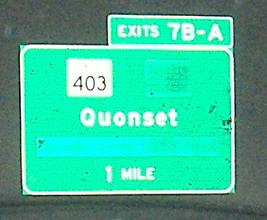 EXITS 7B-A
403
Quonset
1 MILE